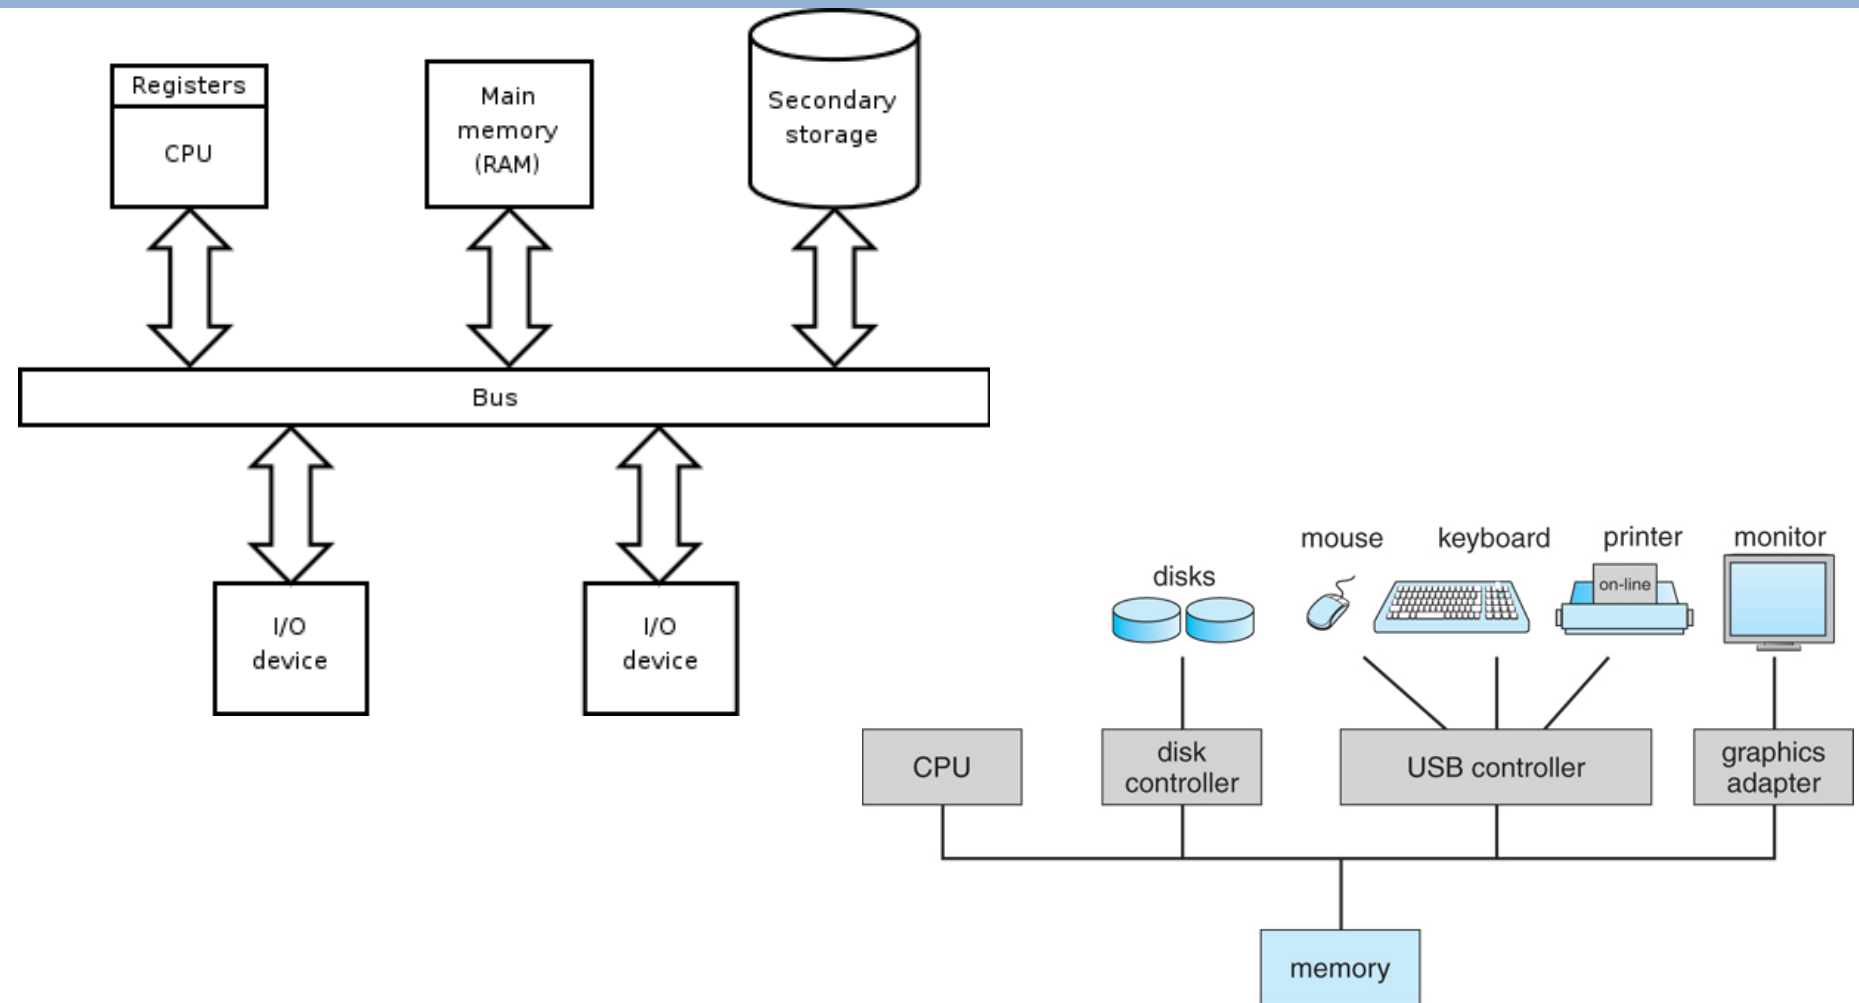 Registers
CPU
Main
memory
(RAM)
Secondary
storage
Bus
I/O
device
I/O
device
mouse
keyboard
printer
monitor
disks
on-line
CPU
disk
controller
USB controller
graphics
adapter
memory